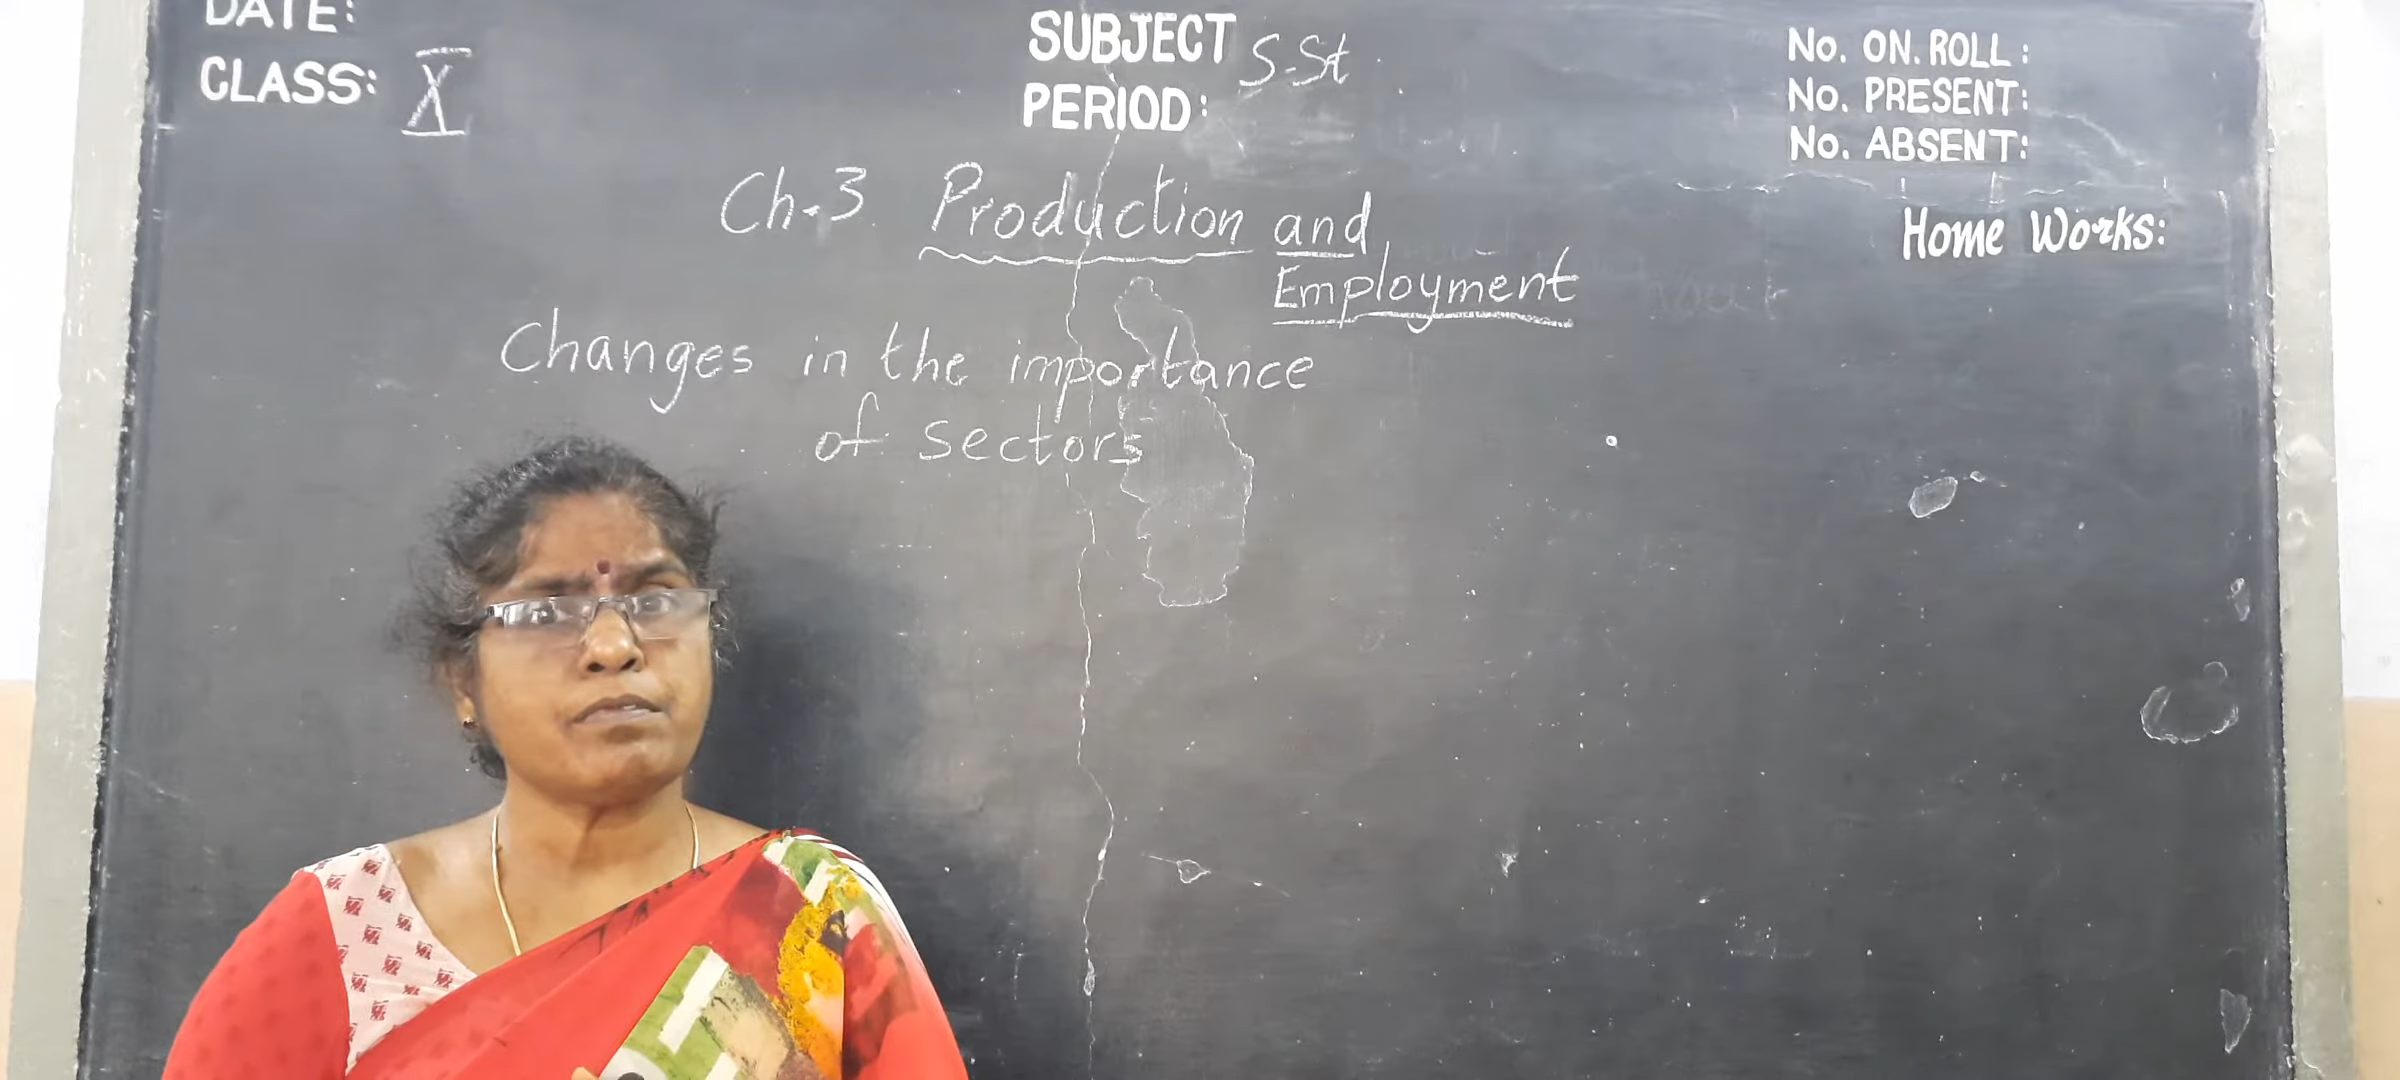 DATE:
CLASS: X
SUBJECT S.St
PERIOD:
No. ON. ROLL:
No. PRESENT:
No. ABSENT:
Home Works:
Ch.3 Production and
Employment
Changes in the importance
of Sectors